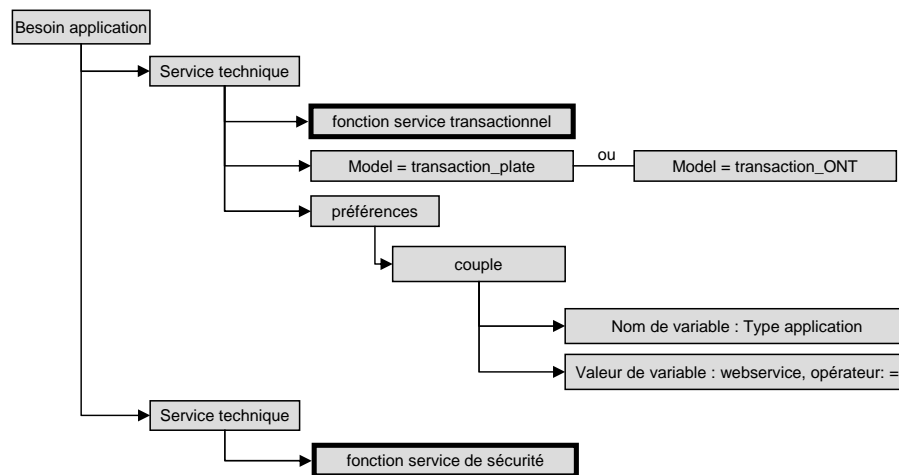 Besoin application
Service technique
fonction service transactionnel
Model = transaction_plate
ou
Model = transaction_ONT
préférences
couple
Nom de variable : Type application
Valeur de variable : webservice, opérateur: =
Service technique
fonction service de sécurité